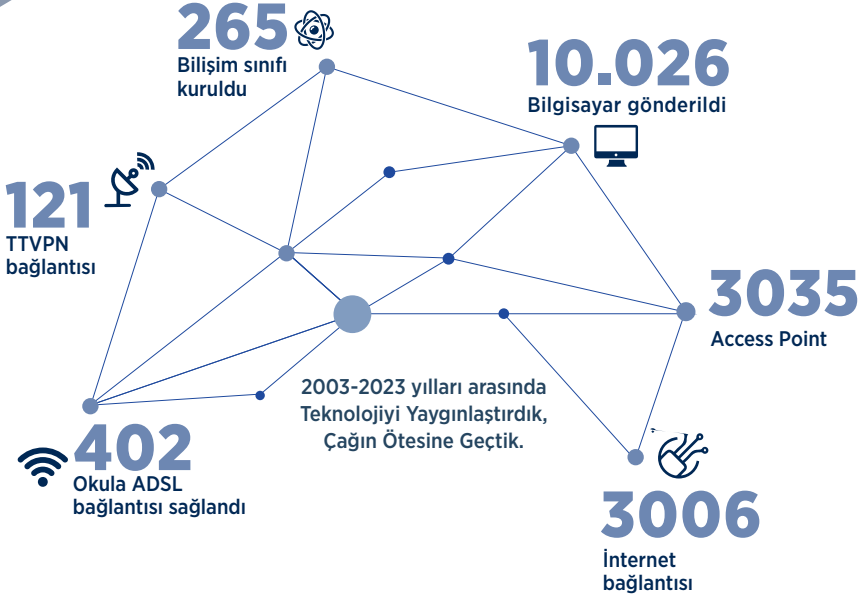 265
Bilişim sınıfı
kuruldu
10.026
Bilgisayar gönderildi
121
TTVPN
bağlantısı
3035
Access Point
2003-2023 yılları arasında
Teknolojiyi Yaygınlaştırdık,
Çağın Ötesine Geçtik.
402
Okula ADSL
bağlantısı sağlandı
3006
İnternet
bağlantısı